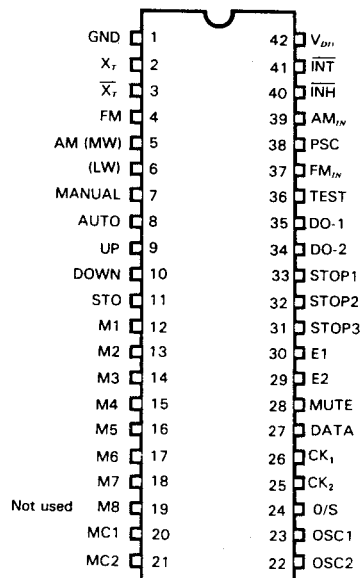 GND 1 42 V_DD
X_T 2 41 I̅N̅T̅
X̅_T̅ 3 40 I̅N̅H̅
FM 4 39 AM_IN
AM (MW) 5 38 PSC
(LW) 6 37 FM_IN
MANUAL 7 36 TEST
AUTO 8 35 DO-1
UP 9 34 DO-2
DOWN 10 33 STOP1
STO 11 32 STOP2
M1 12 31 STOP3
M2 13 30 E1
M3 14 29 E2
M4 15 28 MUTE
M5 16 27 DATA
M6 17 26 CK₁
M7 18 25 CK₂
Not used M8 19 24 O/S
MC1 20 23 OSC1
MC2 21 22 OSC2